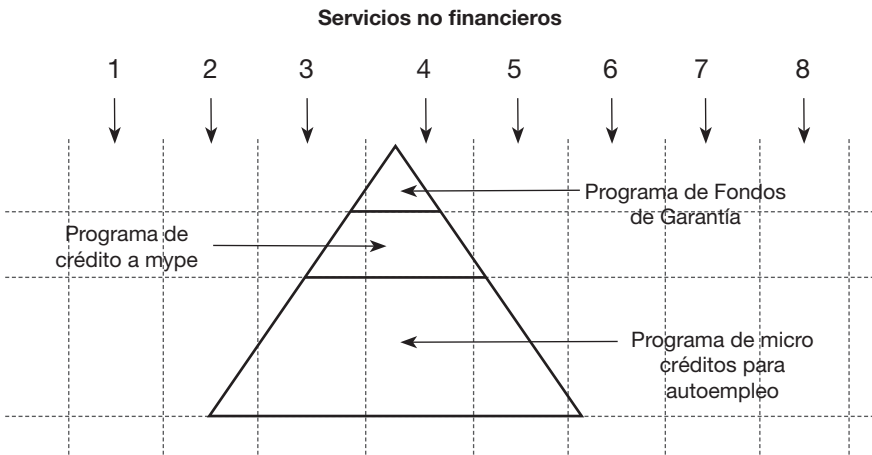 Servicios no financieros
1 2 3 4 5 6 7 8
Programa de Fondos
de Garantía
Programa de
crédito a mype
Programa de micro
créditos para
autoempleo